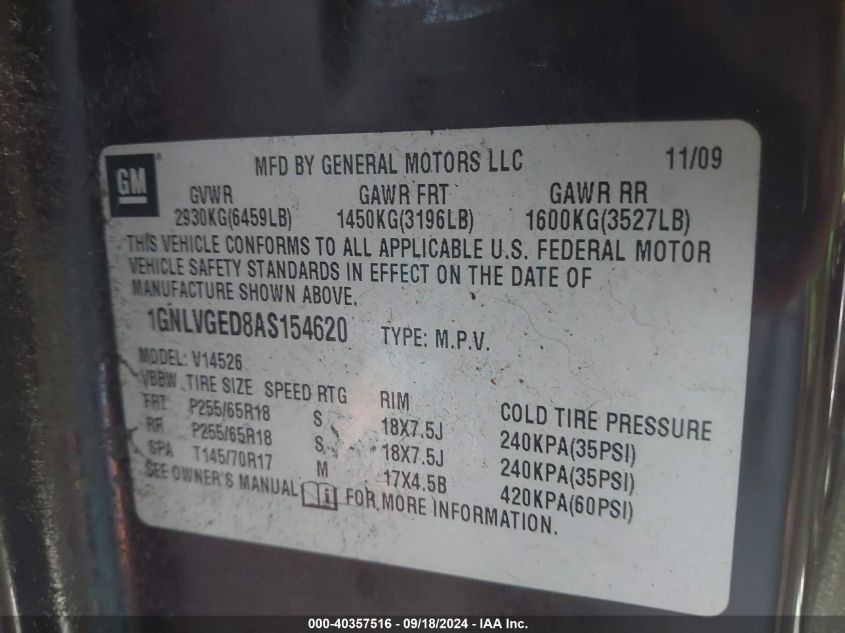 GM
MFD BY GENERAL MOTORS LLC 11/09
GVWR GAWR FRT GAWR RR
2930KG(6459LB) 1450KG(3196LB) 1600KG(3527LB)
THIS VEHICLE CONFORMS TO ALL APPLICABLE U.S. FEDERAL MOTOR
VEHICLE SAFETY STANDARDS IN EFFECT ON THE DATE OF
MANUFACTURE SHOWN ABOVE.
1GNLVGED8AS154620 TYPE: M.P.V.
MODEL: V14526
VBBW TIRE SIZE SPEED RTG RIM COLD TIRE PRESSURE
FRT P255/65R18 S 18X7.5J 240KPA(35PSI)
RR P255/65R18 S 18X7.5J 240KPA(35PSI)
SPA T145/70R17 M 17X4.5B 420KPA(60PSI)
SEE OWNER'S MANUAL FOR MORE INFORMATION.
000-40357516 - 09/18/2024 - IAA Inc.